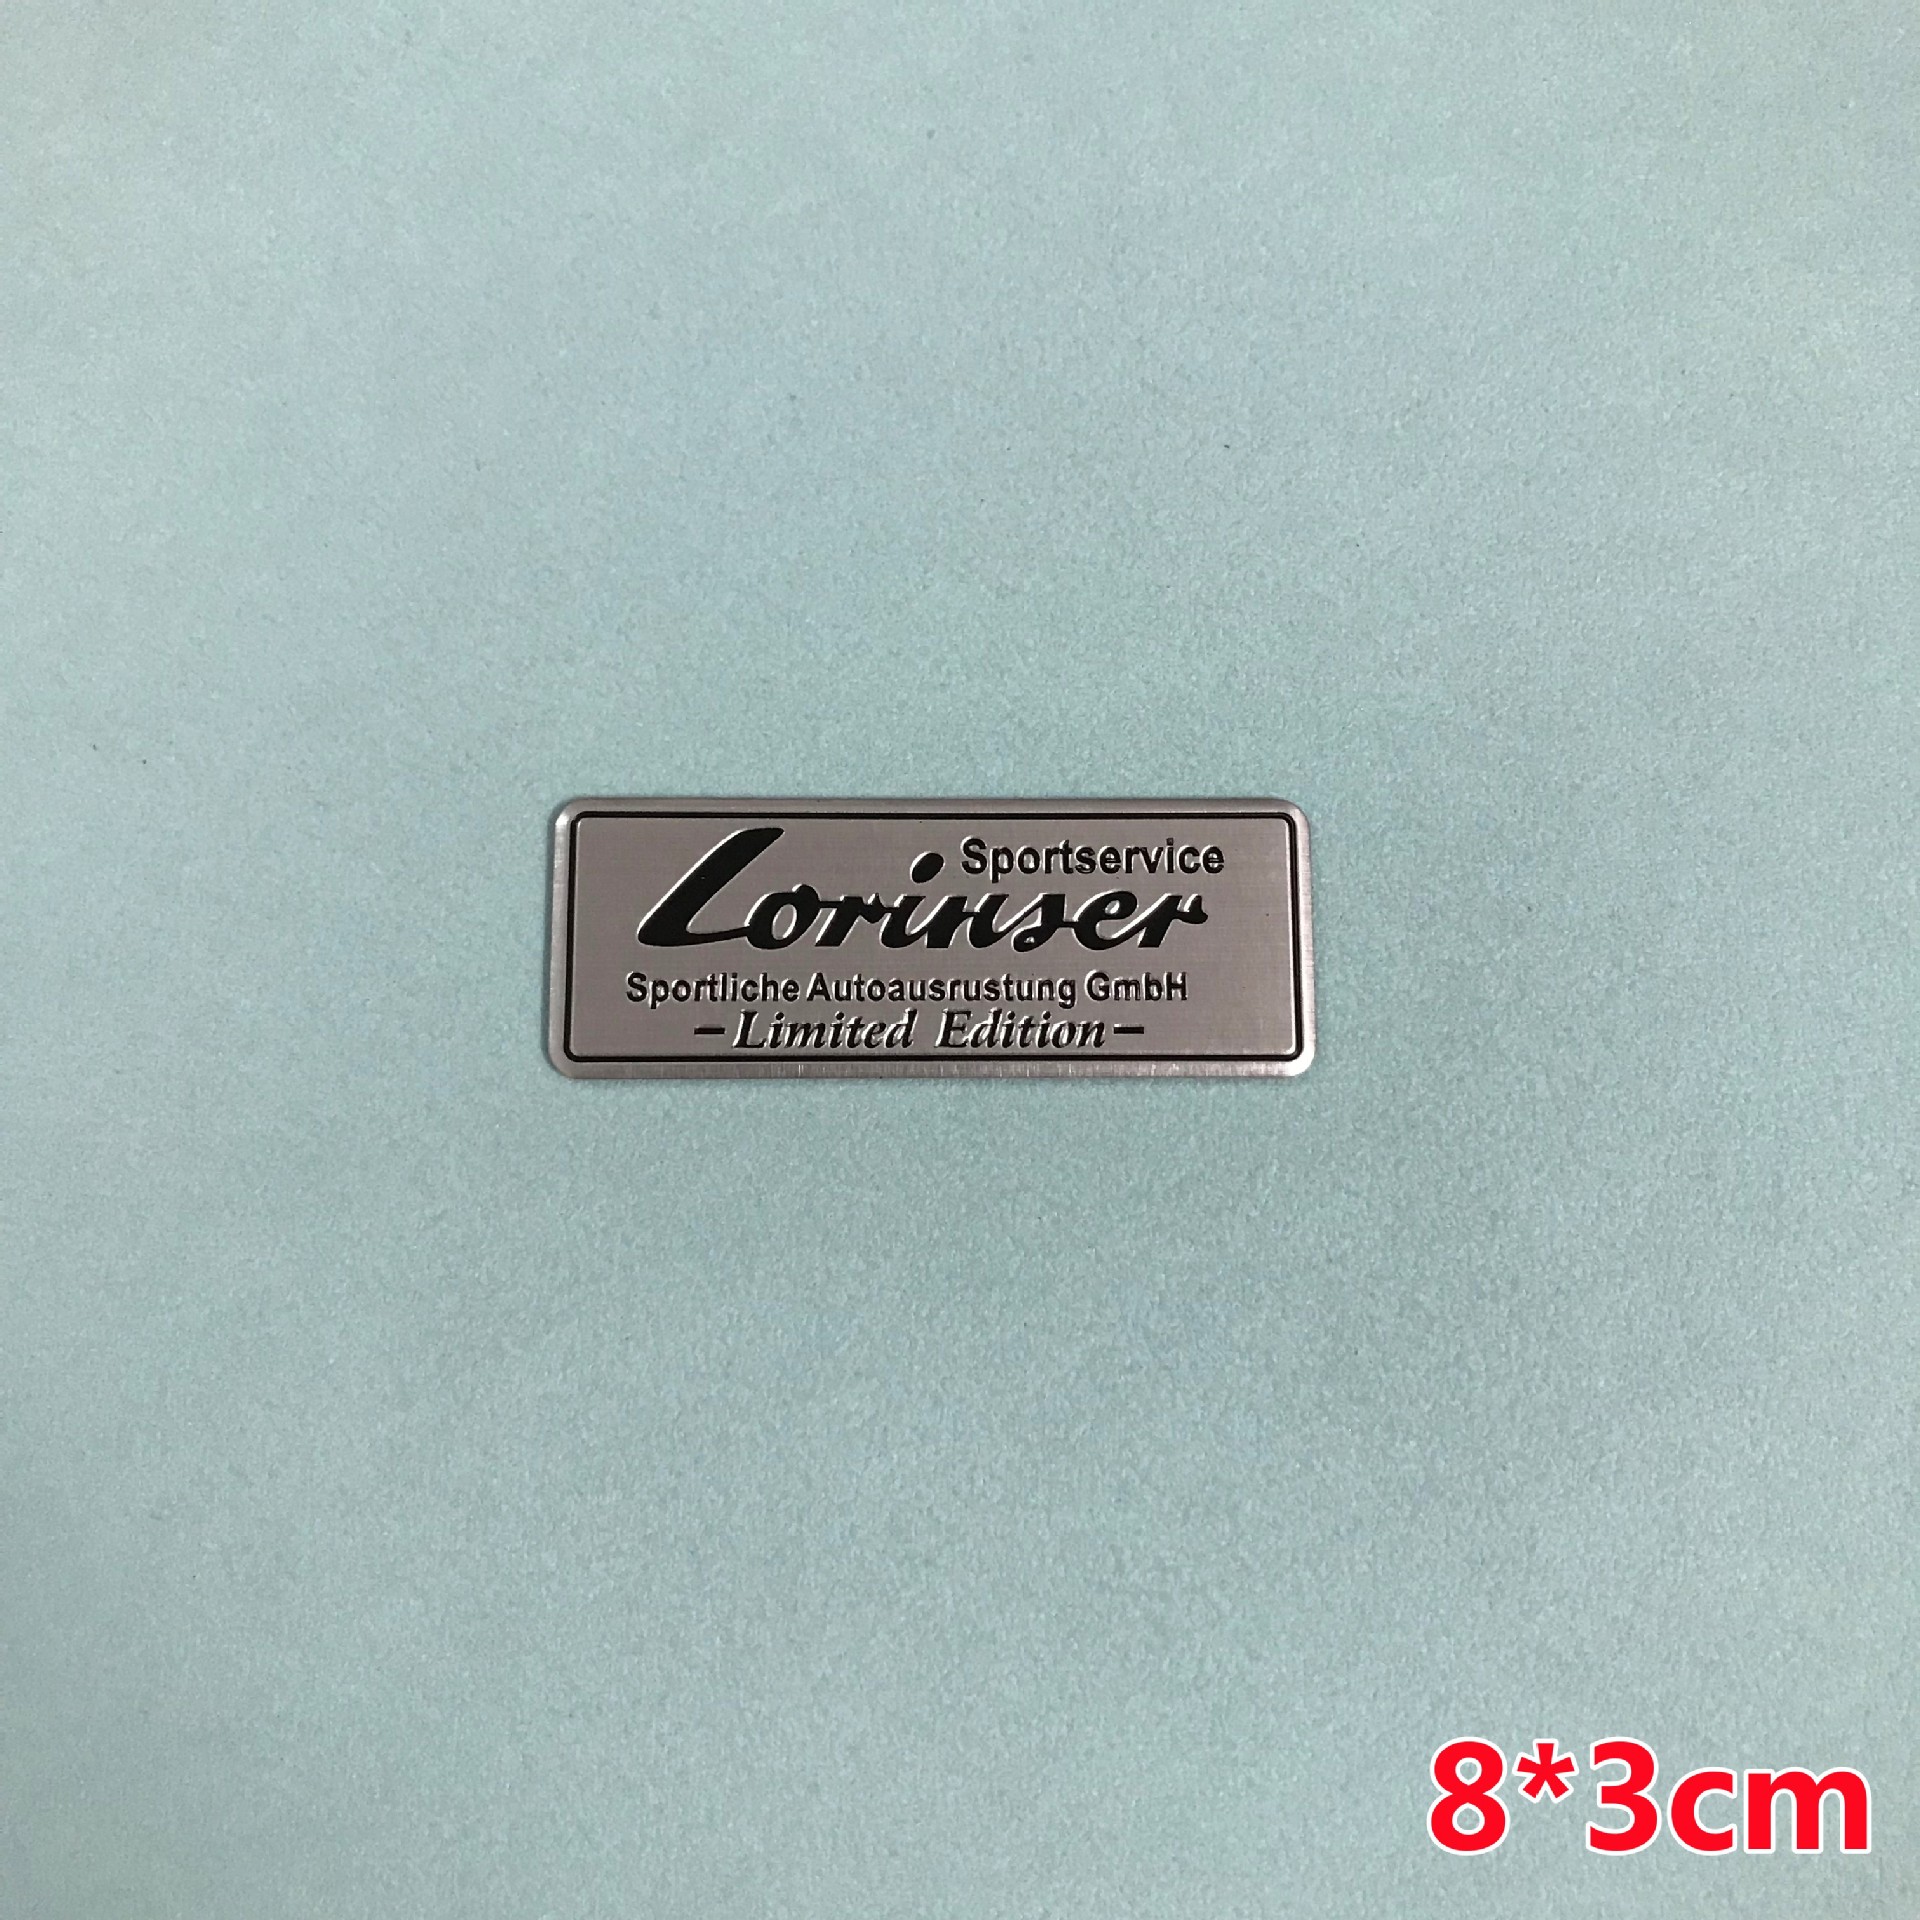 Sportservice
Lorinser
Sportliche Autoausrustung GmbH
-Limited Edition-
8*3cm